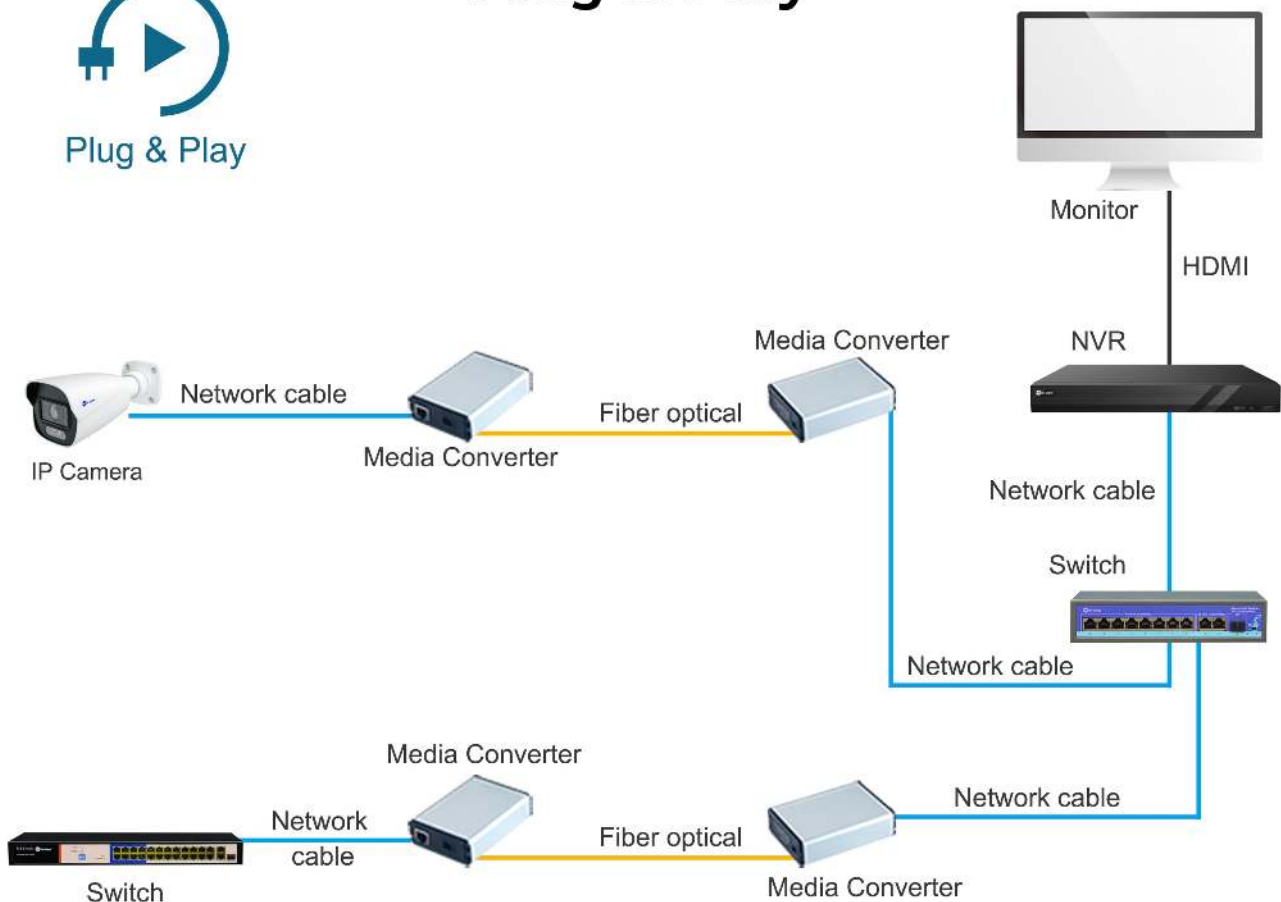 Plug & Play
Monitor
HDMI
Media Converter
NVR
Network cable
Fiber optical
Media Converter
IP Camera
Network cable
Switch
Network cable
Media Converter
Network cable
Network
cable
Fiber optical
Media Converter
Switch